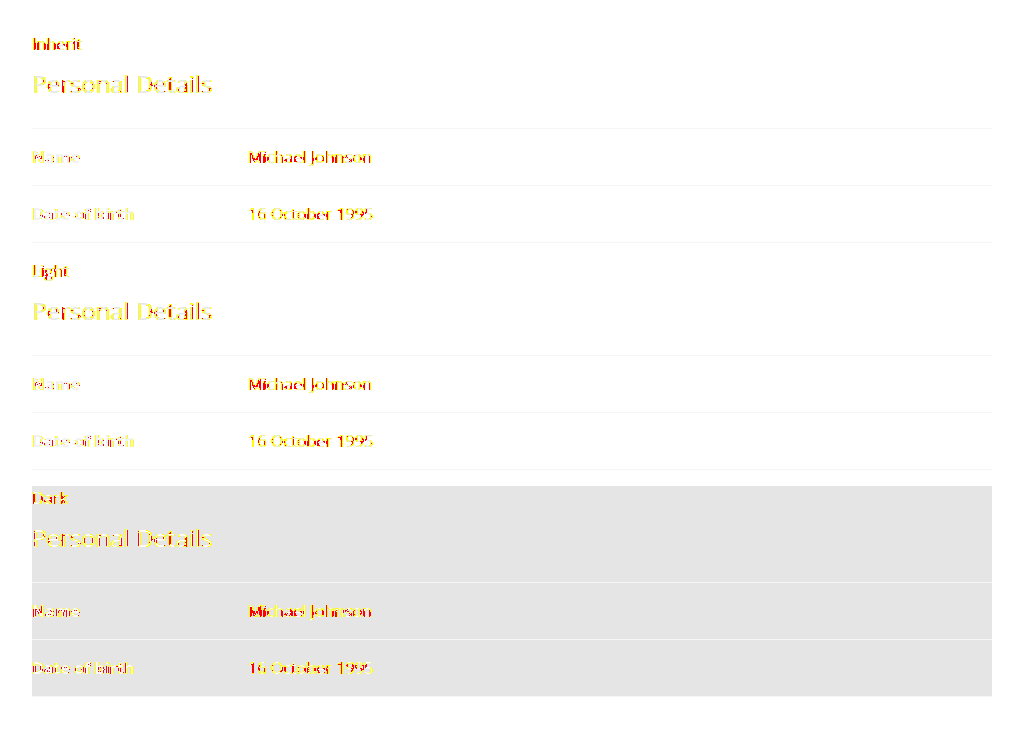 Inherit
Personal Details
Name Michael Johnson
Date of birth 16 October 1995
Light
Personal Details
Name Michael Johnson
Date of birth 16 October 1995
Dark
Personal Details
Name Michael Johnson
Date of birth 16 October 1995